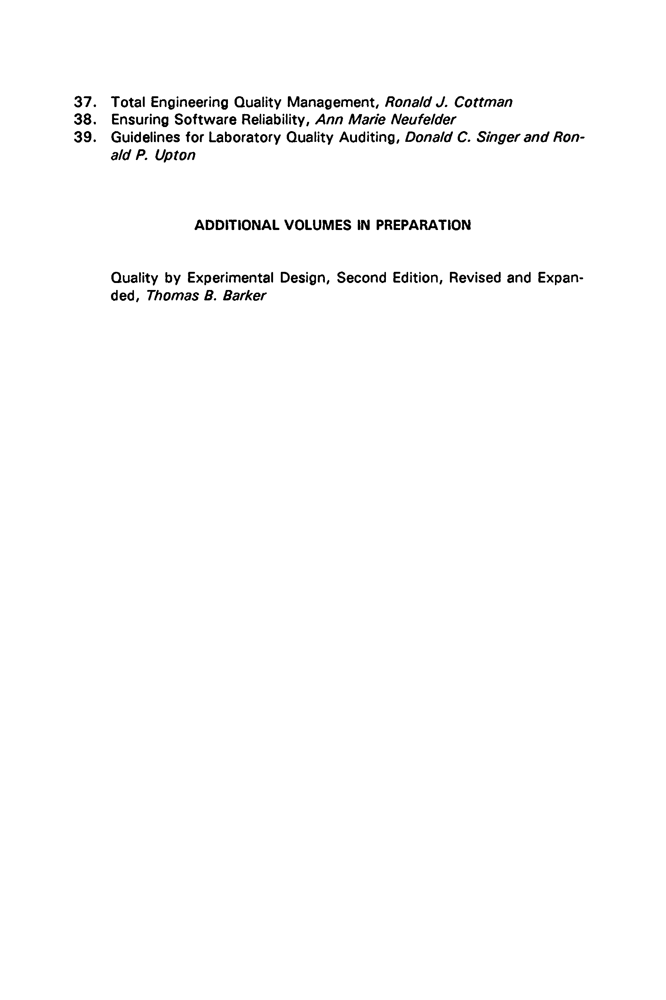 37. Total Engineering Quality Management, Ronald J. Cottman
38. Ensuring Software Reliability, Ann Marie Neufelder
39. Guidelines for Laboratory Quality Auditing, Donald C. Singer and Ron-
ald P. Upton
ADDITIONAL VOLUMES IN PREPARATION
Quality by Experimental Design, Second Edition, Revised and Expan-
ded, Thomas B. Barker